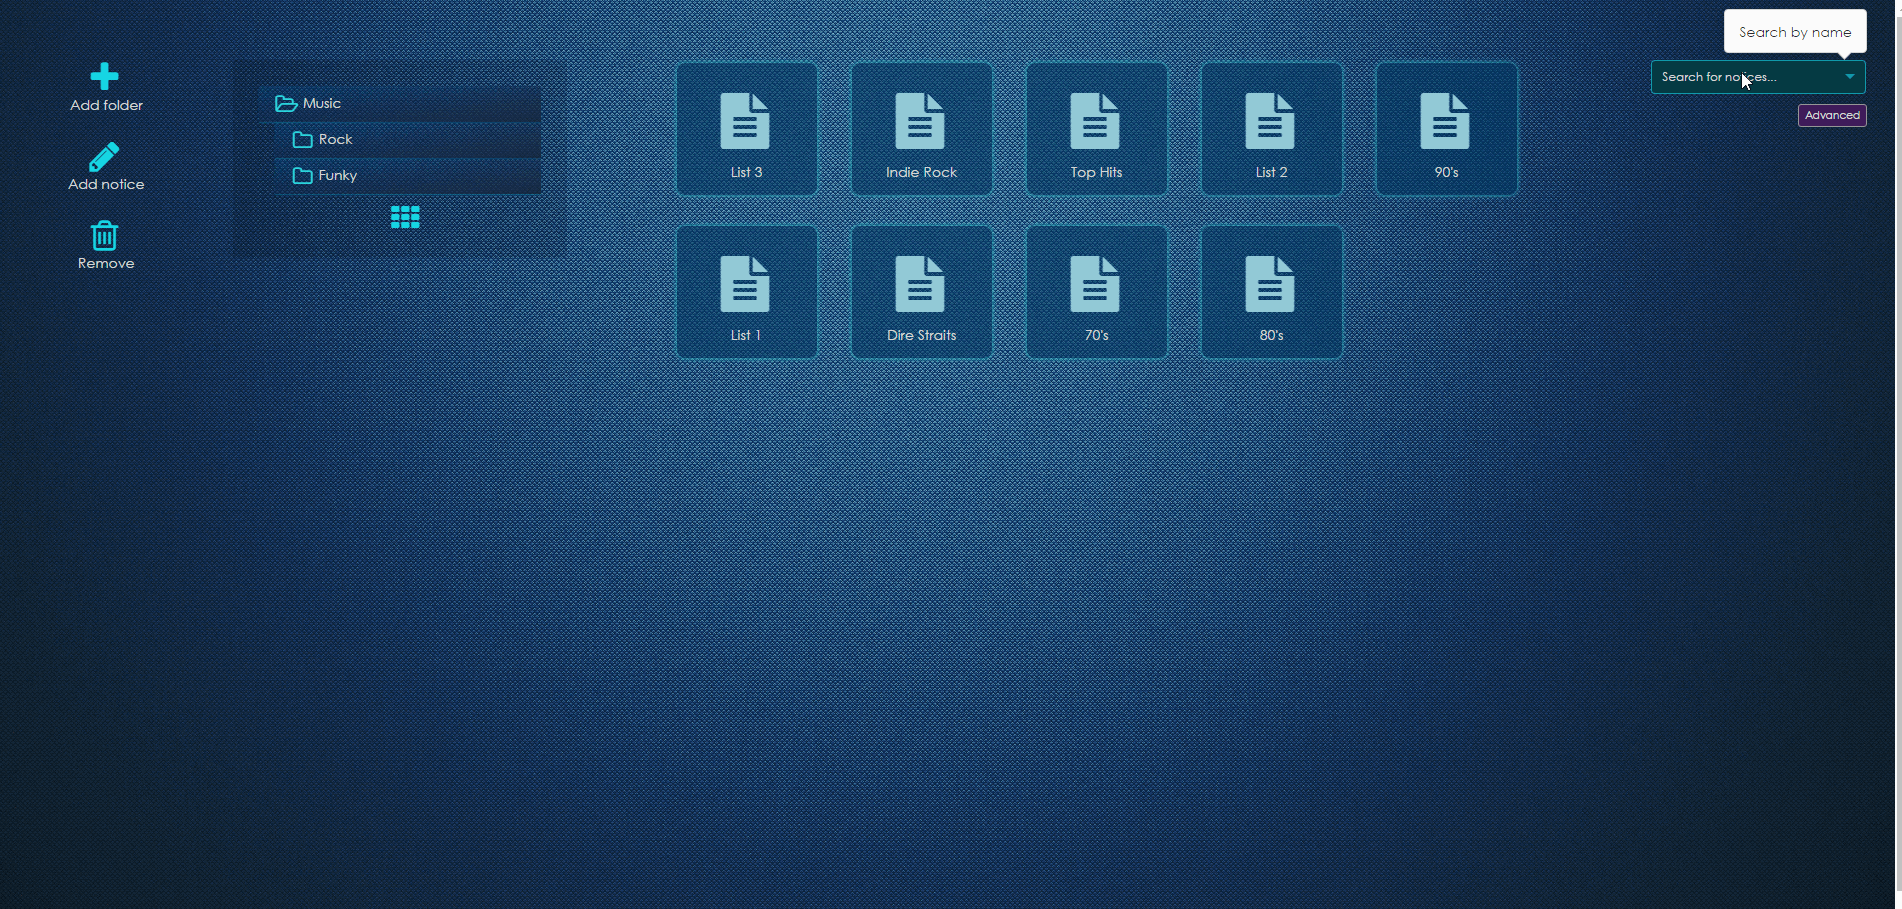 Search by name
Search for notices...
Advanced
Add folder
Add notice
Remove
Music
Rock
Funky
List 3
Indie Rock
Top Hits
List 2
90's
List 1
Dire Straits
70's
80's